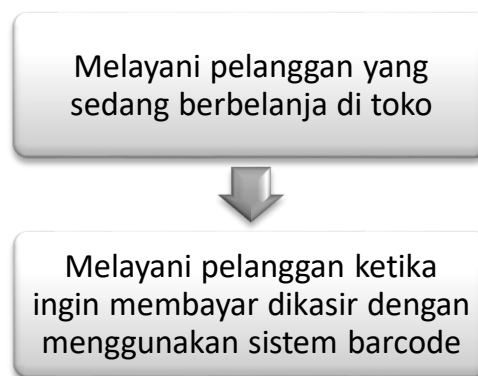 Melayani pelanggan yang
sedang berbelanja di toko
Melayani pelanggan ketika
ingin membayar dikasir dengan
menggunakan sistem barcode